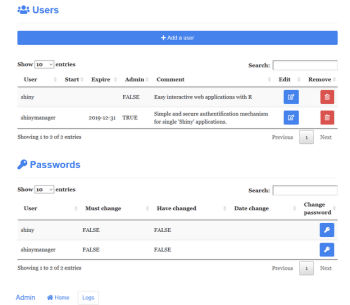 Users
+ Add a user
Show 10 entries
Search:
User Start Expire Admin Comment Edit Remove
shiny FALSE Easy interactive web applications with R
shinymanager 2019-12-31 TRUE Simple and secure authentification mechanism
for single 'Shiny' applications.
Showing 1 to 2 of 2 entries
Previous 1 Next
Passwords
Show 10 entries
Search:
User Must change Have changed Date change Change
password
shiny FALSE FALSE
shinymanager FALSE FALSE
Showing 1 to 2 of 2 entries
Previous 1 Next
Admin Home Logs